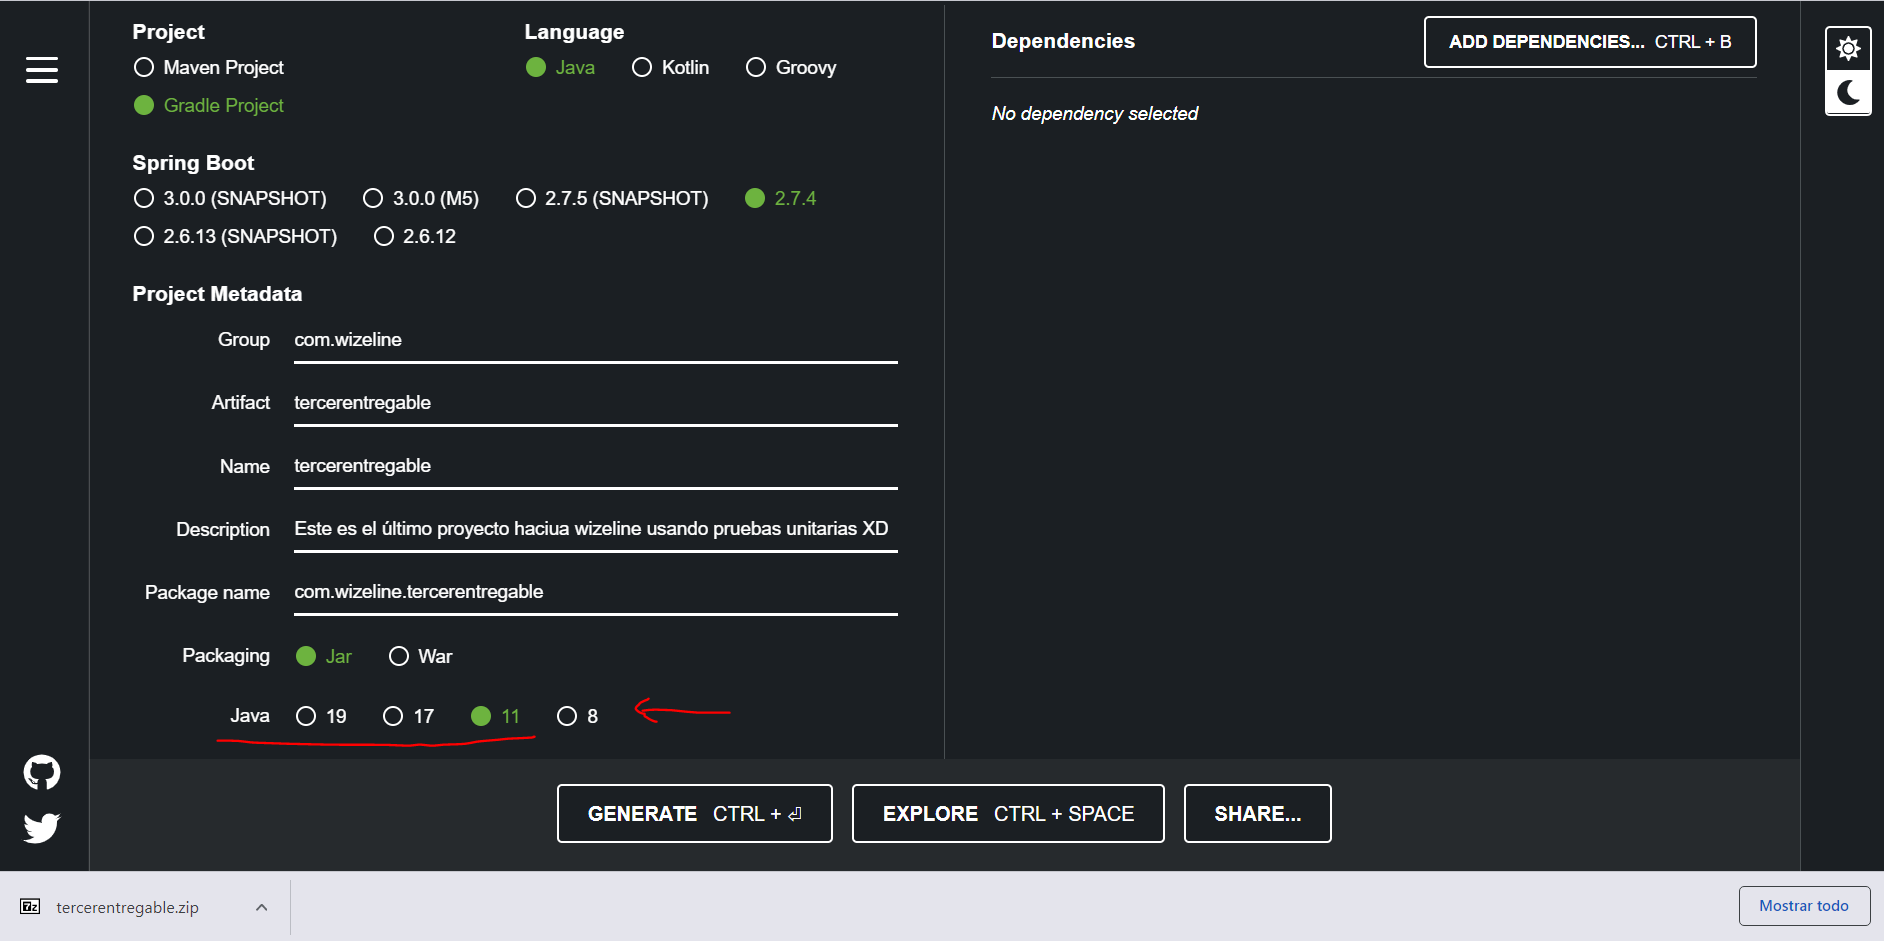 Project
Maven Project
Gradle Project
Language
Java Kotlin Groovy
Spring Boot
3.0.0 (SNAPSHOT) 3.0.0 (M5) 2.7.5 (SNAPSHOT) 2.7.4
2.6.13 (SNAPSHOT) 2.6.12
Project Metadata
Group com.wizeline
Artifact tercerentregable
Name tercerentregable
Description Este es el último proyecto haciua wizeline usando pruebas unitarias XD
Package name com.wizeline.tercerentregable
Packaging Jar War
Java 19 17 11 8
Dependencies
ADD DEPENDENCIES... CTRL + B
No dependency selected
GENERATE CTRL + ⏎
EXPLORE CTRL + SPACE
SHARE...
7z tercerentregable.zip
Mostrar todo